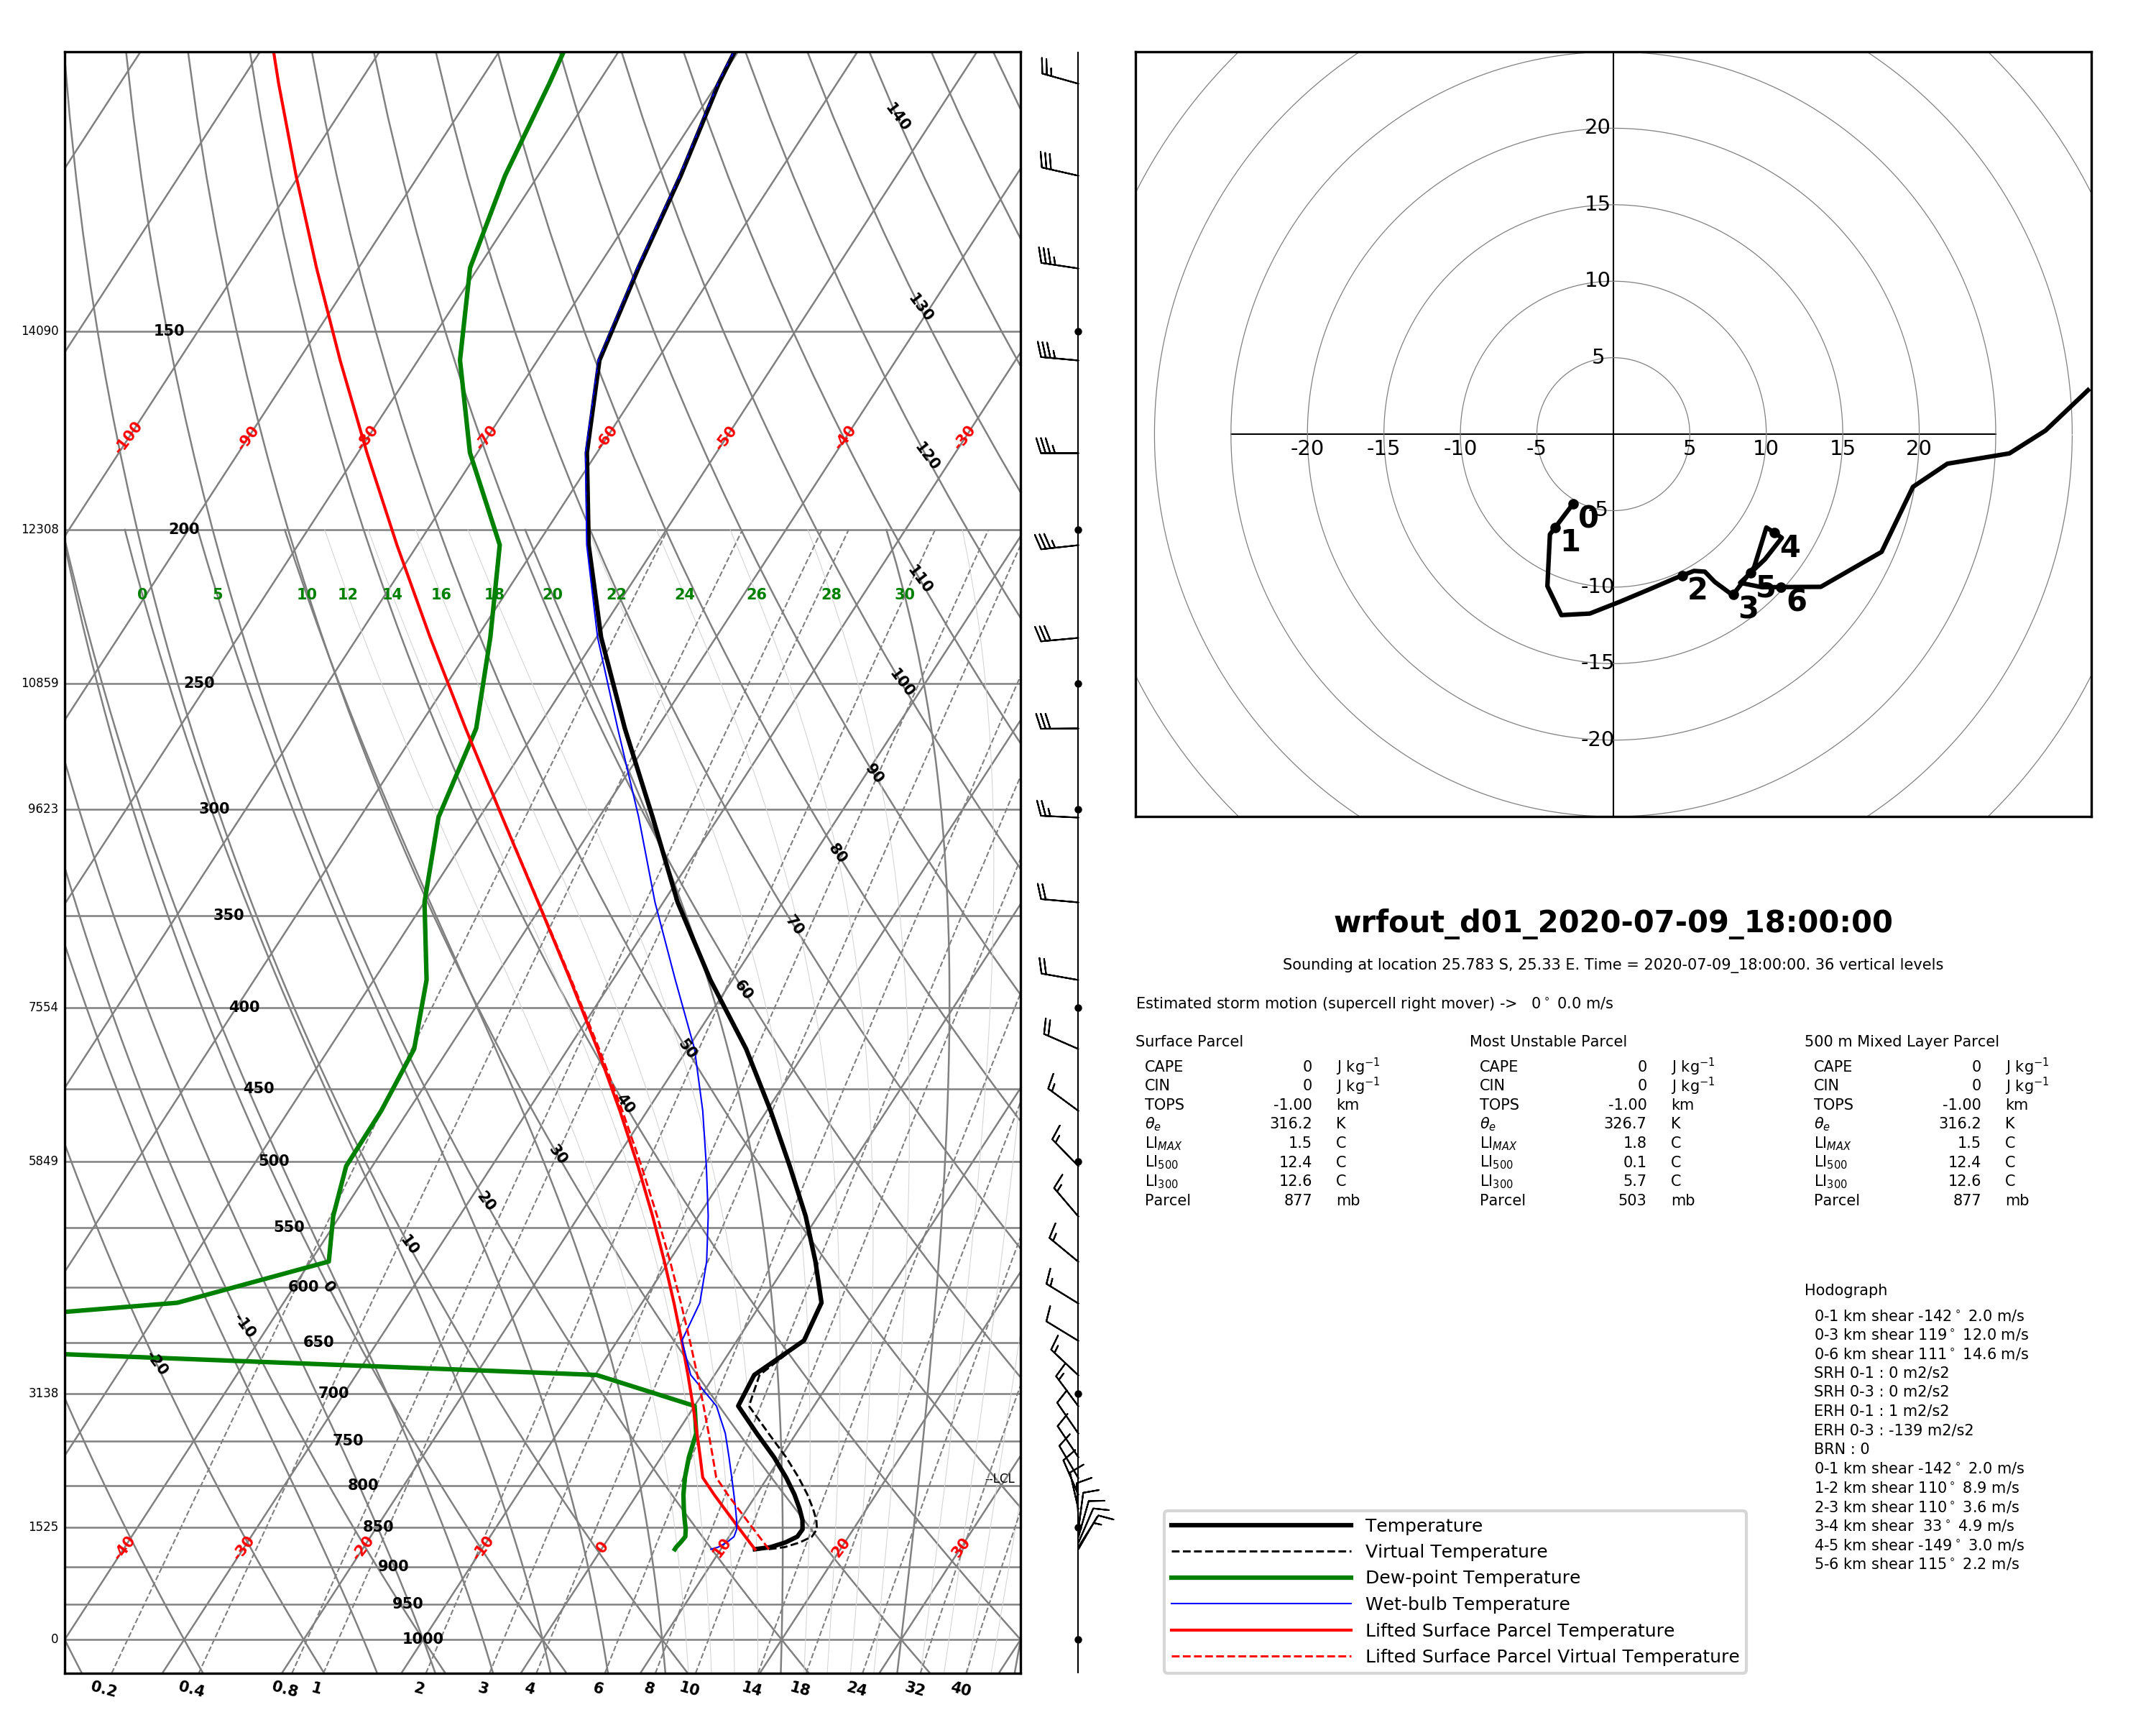 140
130
14090 150
-100 -90 -80 -70 -60 -50 -40 -30
120
12308 200
110
0 5 10 12 14 16 18 20 22 24 26 28 30
10859 250 100
90
9623 300
80
350 70
60
7554 400
50
450 40
5849 500 30
20
550 10
600 0
-10
650
-20
3138 700
750
800 --LCL
1525 850
-40 -30 -20 -10 0 10 20 30
900
950
0 1000
0.2 0.4 0.8 1 2 3 4 6 8 10 14 18 24 32 40
20
15
10
5
-20 -15 -10 -5 5 10 15 20
-5
0
1
-10
2 3 4 5 6
-15
-20
wrfout_d01_2020-07-09_18:00:00
Sounding at location 25.783 S, 25.33 E. Time = 2020-07-09_18:00:00. 36 vertical levels
Estimated storm motion (supercell right mover) -> 0° 0.0 m/s
Surface Parcel
CAPE 0 J kg⁻¹
CIN 0 J kg⁻¹
TOPS -1.00 km
θe 316.2 K
LI_MAX 1.5 C
LI_500 12.4 C
LI_300 12.6 C
Parcel 877 mb
Most Unstable Parcel
CAPE 0 J kg⁻¹
CIN 0 J kg⁻¹
TOPS -1.00 km
θe 326.7 K
LI_MAX 1.8 C
LI_500 0.1 C
LI_300 5.7 C
Parcel 503 mb
500 m Mixed Layer Parcel
CAPE 0 J kg⁻¹
CIN 0 J kg⁻¹
TOPS -1.00 km
θe 316.2 K
LI_MAX 1.5 C
LI_500 12.4 C
LI_300 12.6 C
Parcel 877 mb
Hodograph
0-1 km shear -142° 2.0 m/s
0-3 km shear 119° 12.0 m/s
0-6 km shear 111° 14.6 m/s
SRH 0-1 : 0 m2/s2
SRH 0-3 : 0 m2/s2
ERH 0-1 : 1 m2/s2
ERH 0-3 : -139 m2/s2
BRN : 0
0-1 km shear -142° 2.0 m/s
1-2 km shear 110° 8.9 m/s
2-3 km shear 110° 3.6 m/s
3-4 km shear 33° 4.9 m/s
4-5 km shear -149° 3.0 m/s
5-6 km shear 115° 2.2 m/s
Temperature
Virtual Temperature
Dew-point Temperature
Wet-bulb Temperature
Lifted Surface Parcel Temperature
Lifted Surface Parcel Virtual Temperature